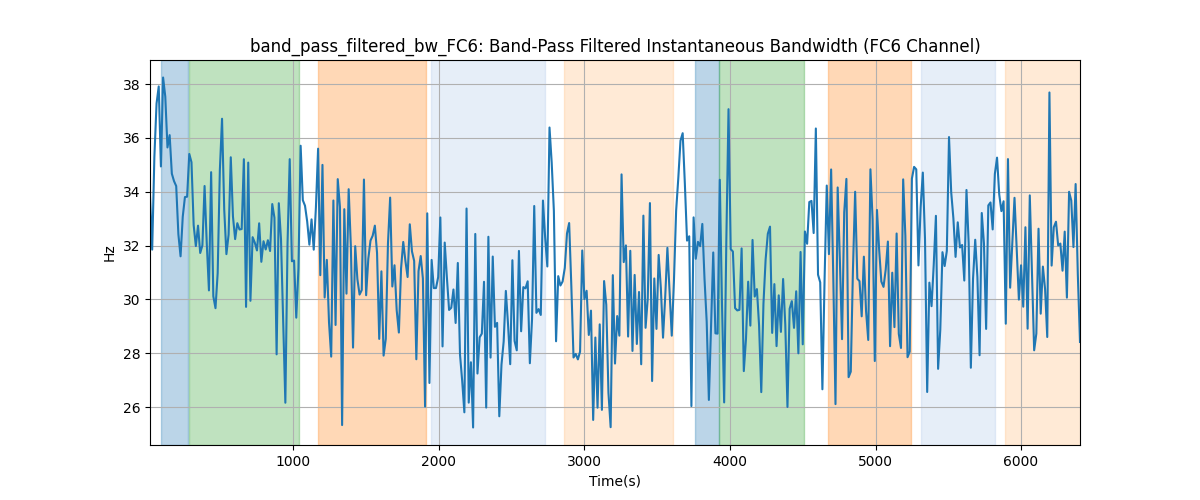 band_pass_filtered_bw_FC6: Band-Pass Filtered Instantaneous Bandwidth (FC6 Channel)
38
36
34
32
30
28
26
Hz
1000 2000 3000 4000 5000 6000
Time(s)